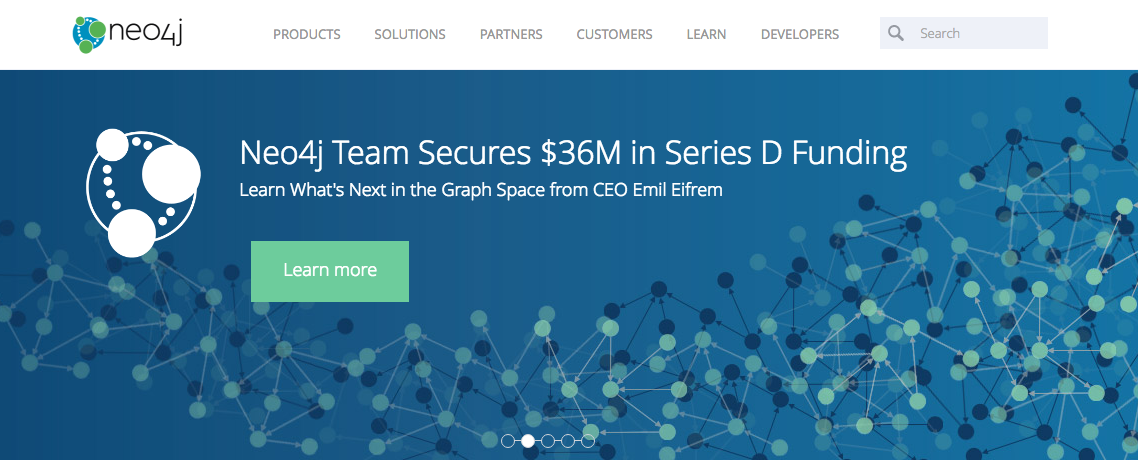 neo4j
PRODUCTS SOLUTIONS PARTNERS CUSTOMERS LEARN DEVELOPERS Search
Neo4j Team Secures $36M in Series D Funding
Learn What's Next in the Graph Space from CEO Emil Eifrem
Learn more